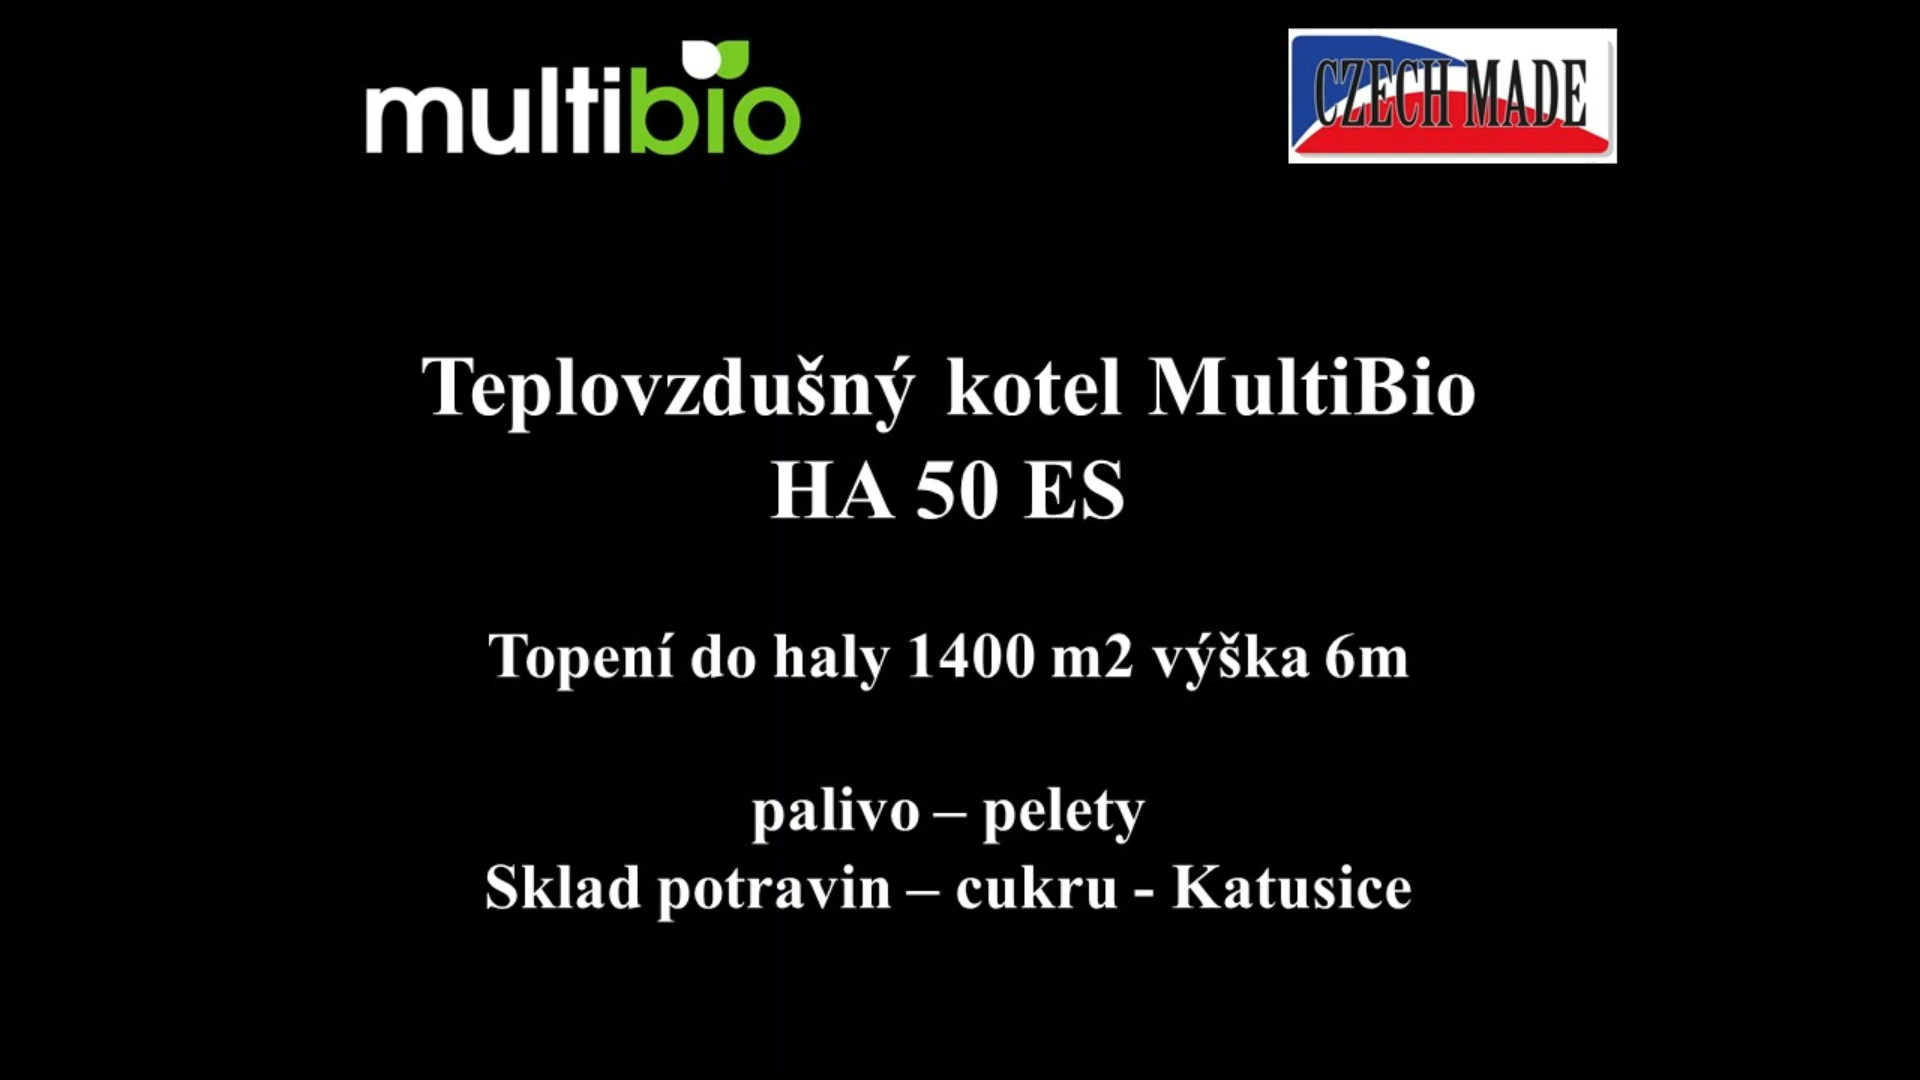 multibio
CZECH MADE
Teplovzdušný kotel MultiBio
HA 50 ES
Topení do haly 1400 m2 výška 6m
palivo – pelety
Sklad potravin – cukru - Katusice